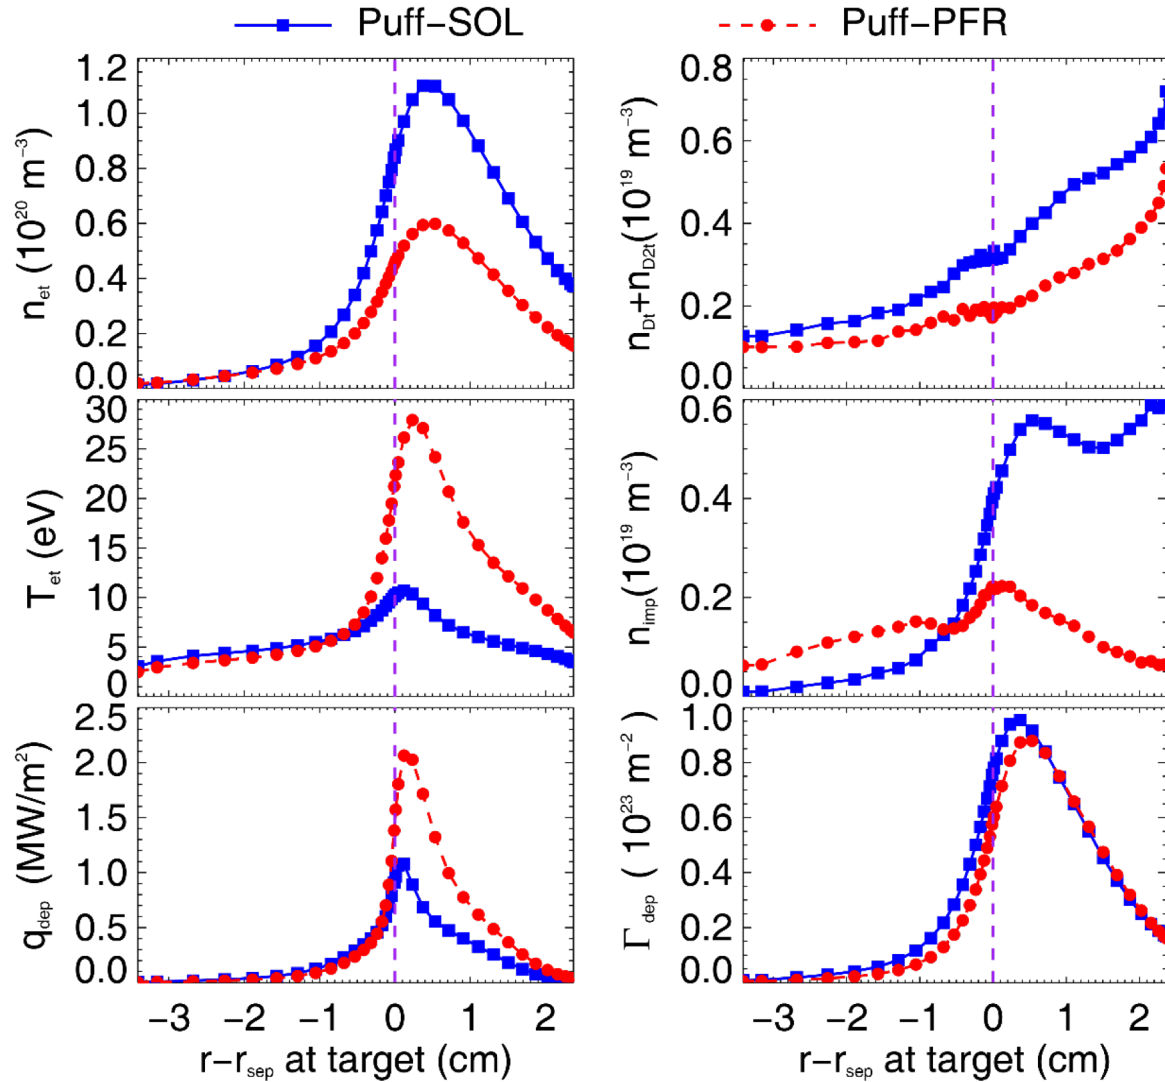 Puff−SOL
Puff−PFR
n_et (10^20 m^−3)
1.2
1.0
0.8
0.6
0.4
0.2
0.0
n_Dt+n_D2t(10^19 m^−3)
0.8
0.6
0.4
0.2
0.0
T_et (eV)
30
25
20
15
10
5
0
n_imp(10^19 m^−3)
0.6
0.4
0.2
0.0
q_dep (MW/m^2)
2.5
2.0
1.5
1.0
0.5
0.0
Γ_dep ( 10^23 m^−2 )
1.0
0.8
0.6
0.4
0.2
0.0
−3 −2 −1 0 1 2
r−r_sep at target (cm)
−3 −2 −1 0 1 2
r−r_sep at target (cm)